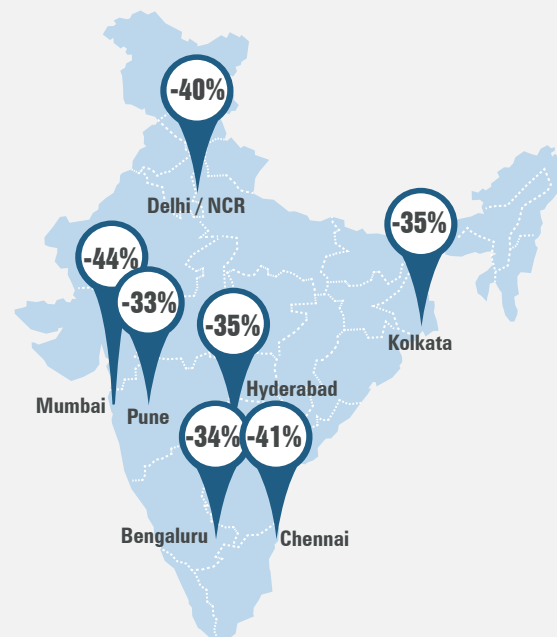 -40%
Delhi / NCR
-35%
Kolkata
-44%
Mumbai
-33%
Pune
-35%
Hyderabad
-34%
Bengaluru
-41%
Chennai